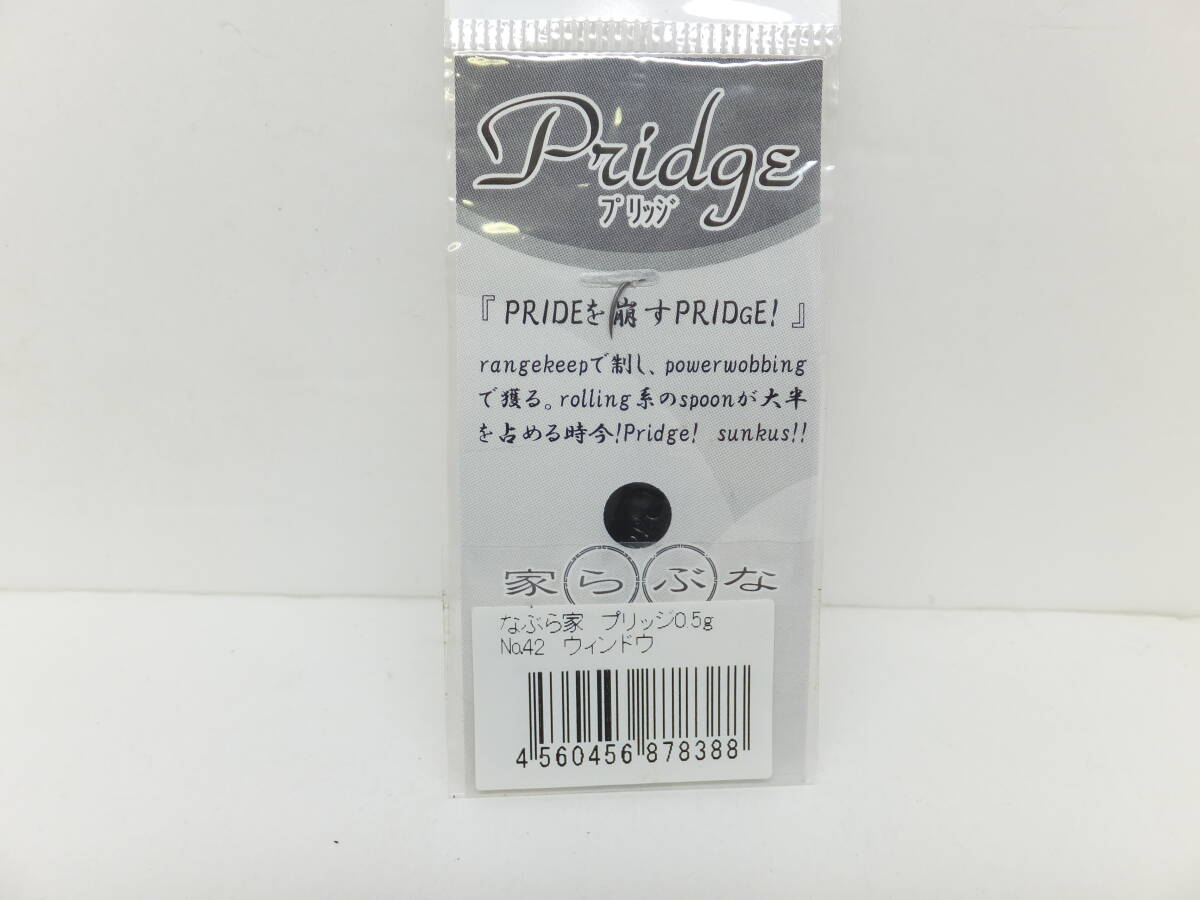 Pridge
プリッジ
『PRIDEを崩すPRIDGE!』
rangekeepで制し、powerwobbing
で獲る。rolling系のspoonが大半
を占める時今!Pridge! sunkus!!
家らぶな
なぶら家 プリッジ0.5g
No.42 ウィンドウ
4 560456 878388